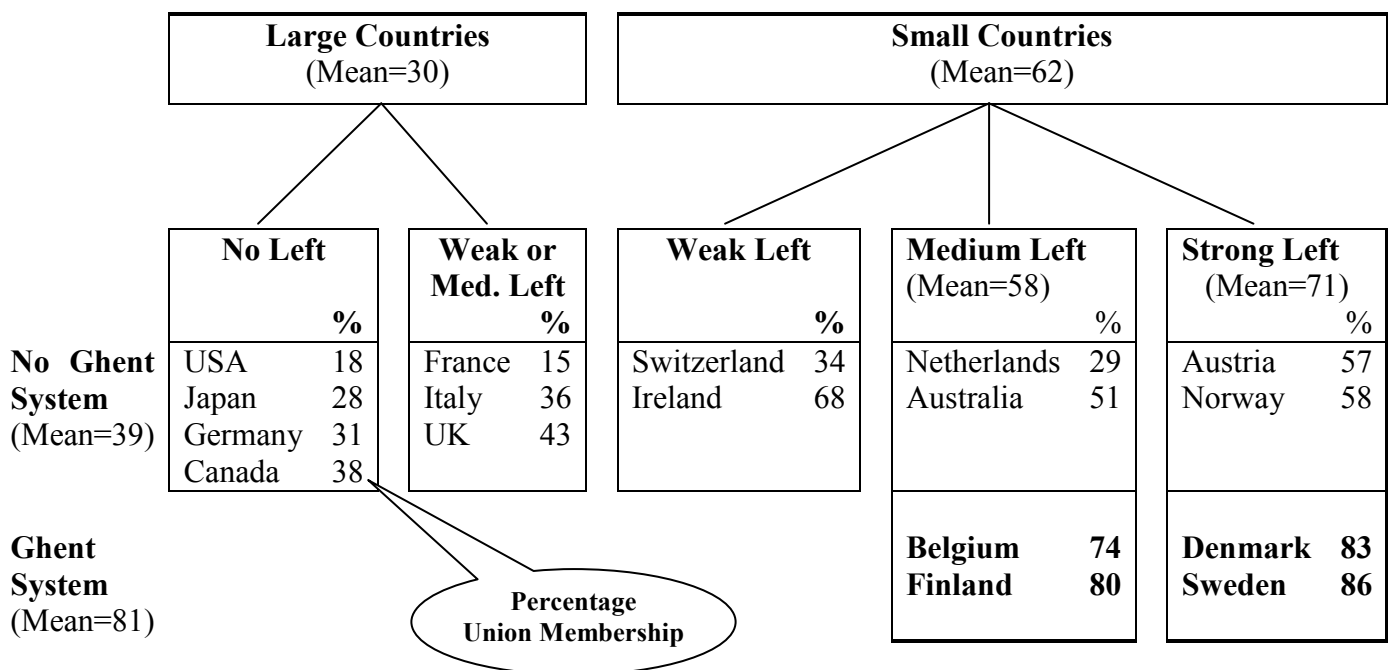 Large Countries
(Mean=30)
Small Countries
(Mean=62)
No Left
%
Weak or
Med. Left
%
Weak Left
%
Medium Left
(Mean=58)
%
Strong Left
(Mean=71)
%
No Ghent
System
(Mean=39)
USA 18
Japan 28
Germany 31
Canada 38
France 15
Italy 36
UK 43
Switzerland 34
Ireland 68
Netherlands 29
Australia 51
Austria 57
Norway 58
Ghent
System
(Mean=81)
Belgium 74
Finland 80
Denmark 83
Sweden 86
Percentage
Union Membership